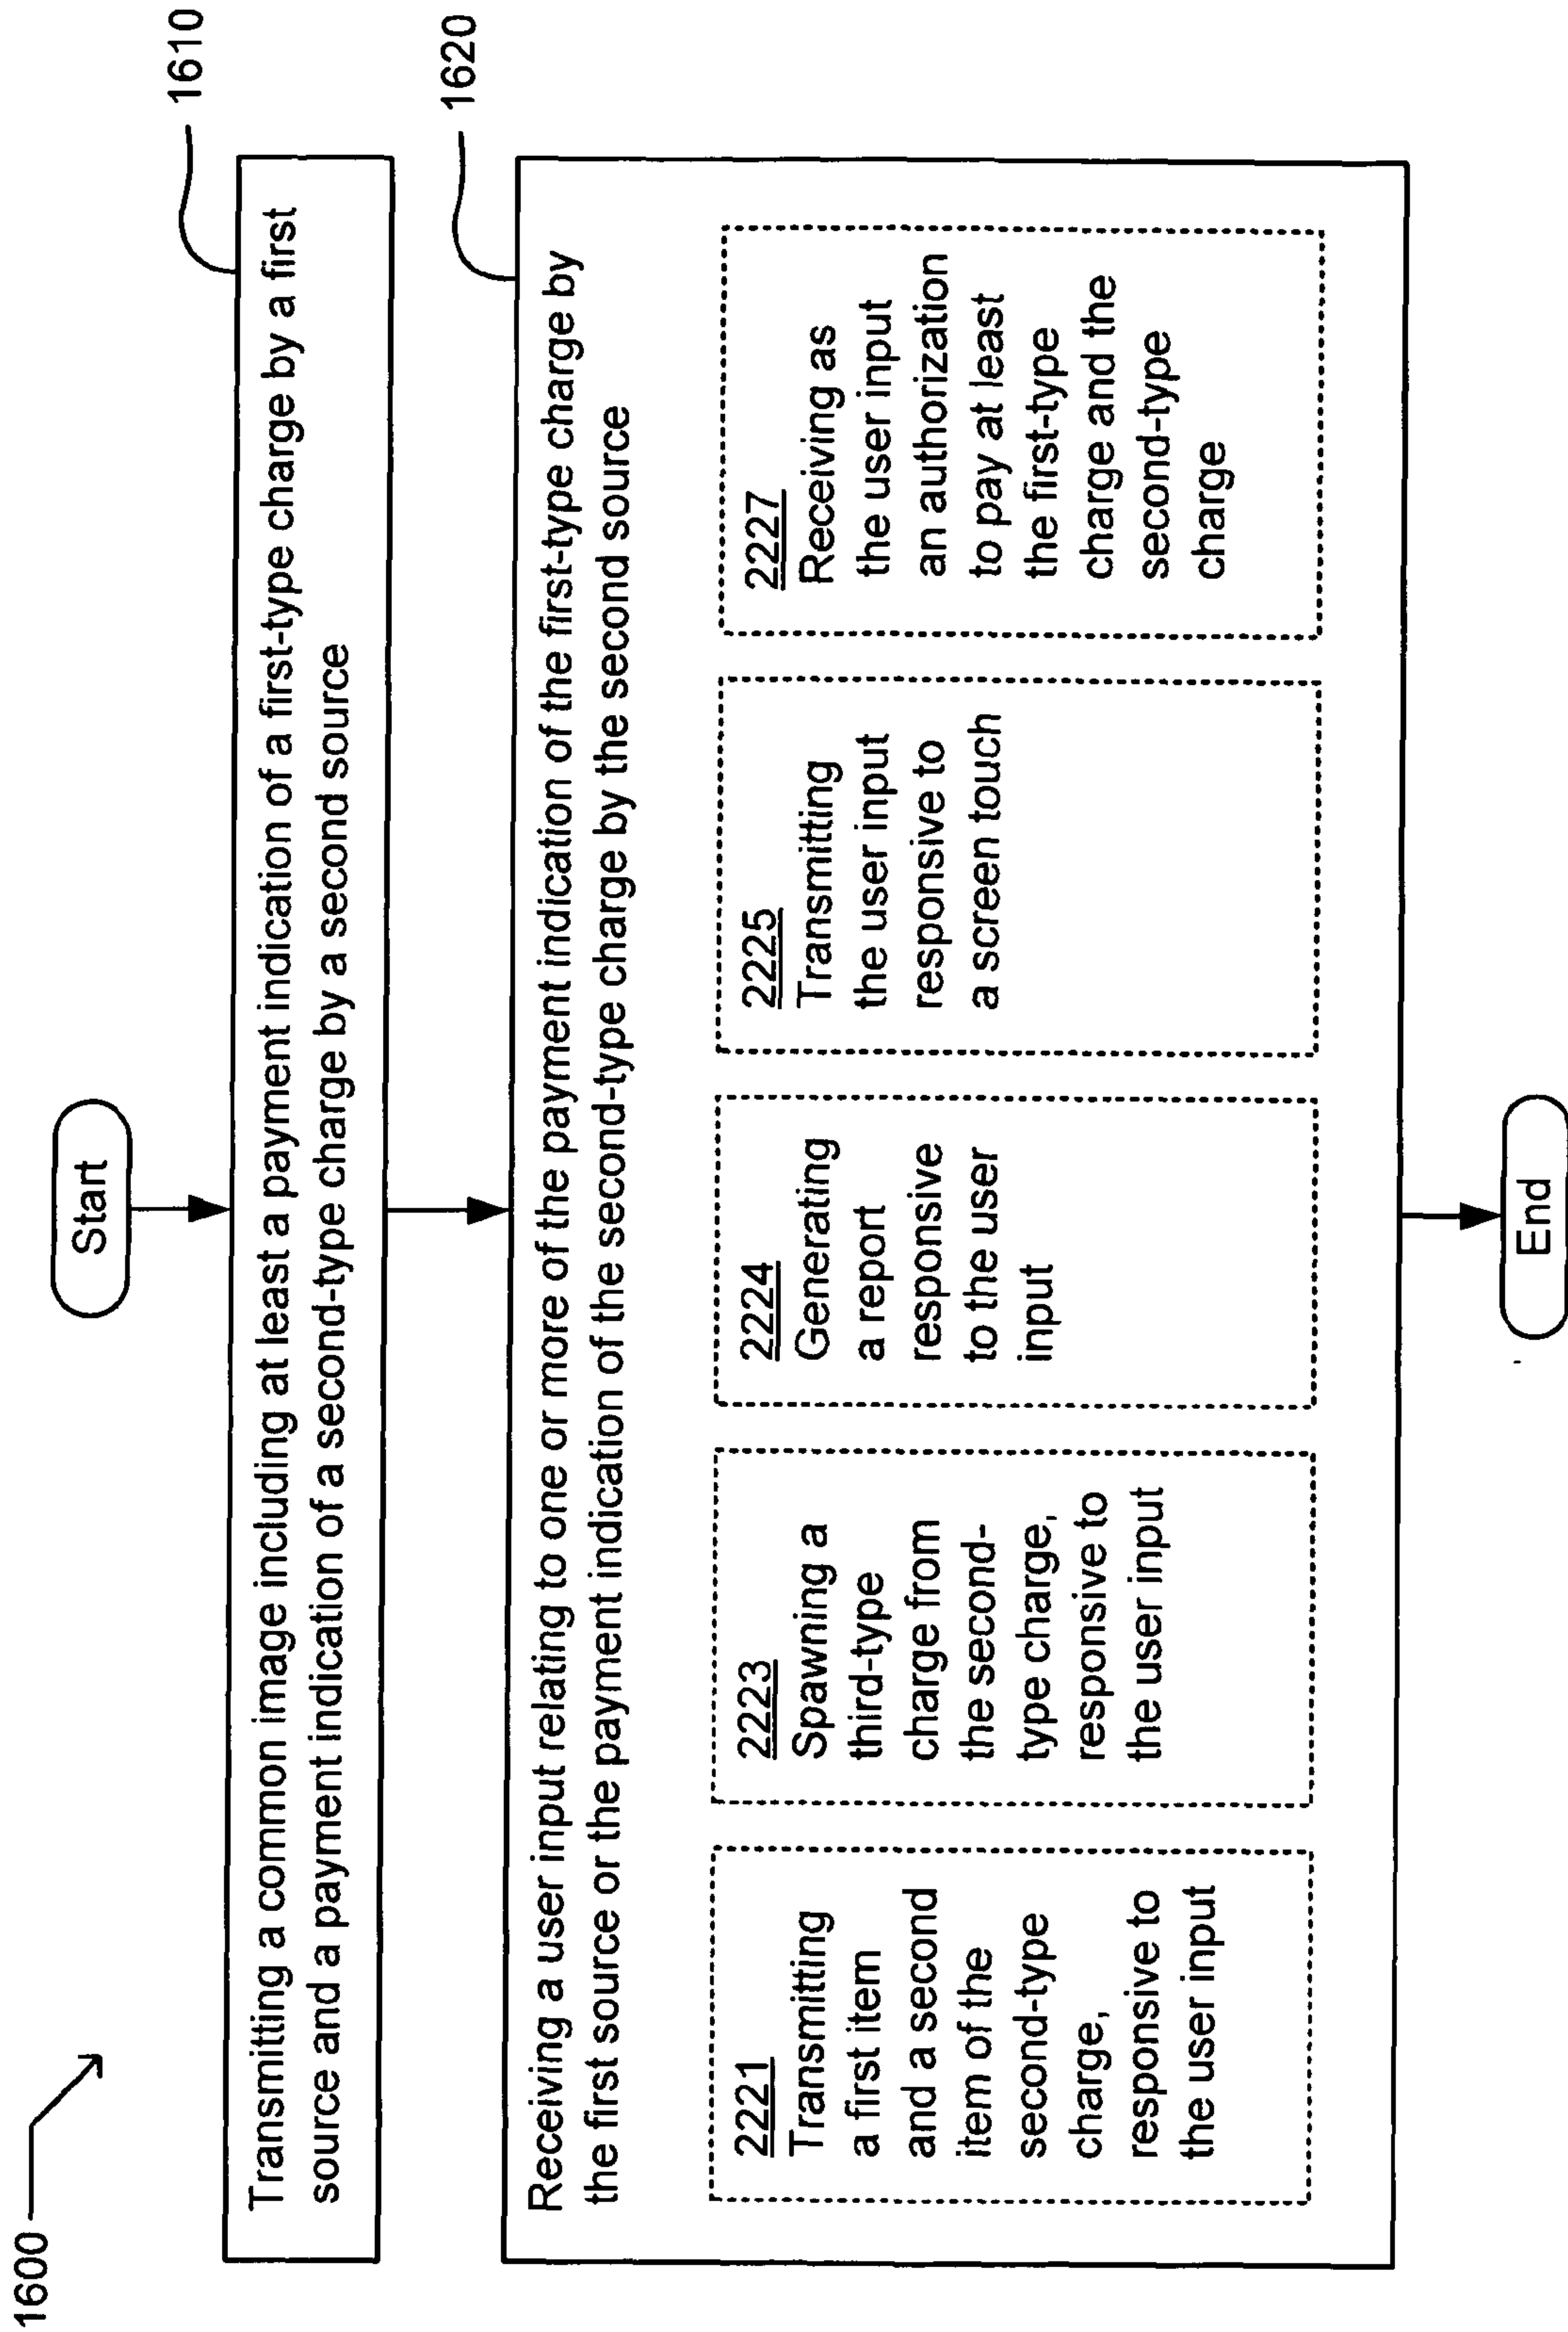 1600
Start
1610
Transmitting a common image including at least a payment indication of a first-type charge by a first
source and a payment indication of a second-type charge by a second source
1620
Receiving a user input relating to one or more of the payment indication of the first-type charge by
the first source or the payment indication of the second-type charge by the second source
2221
Transmitting
a first item
and a second
item of the
second-type
charge,
responsive to
the user input
2223
Spawning a
third-type
charge from
the second-
type charge,
responsive to
the user input
2224
Generating
a report
responsive
to the user
input
2225
Transmitting
the user input
responsive to
a screen touch
2227
Receiving as
the user input
an authorization
to pay at least
the first-type
charge and the
second-type
charge
End